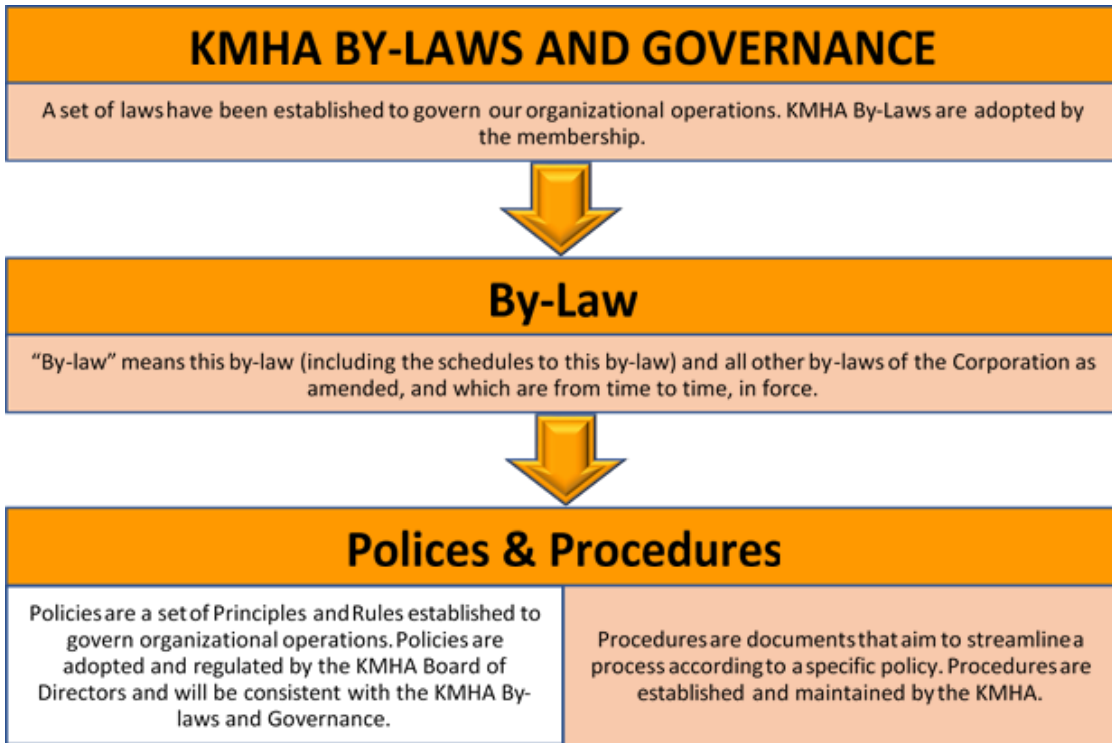 KMHA BY-LAWS AND GOVERNANCE
A set of laws have been established to govern our organizational operations. KMHA By-Laws are adopted by
the membership.
By-Law
“By-law” means this by-law (including the schedules to this by-law) and all other by-laws of the Corporation as
amended, and which are from time to time, in force.
Polices & Procedures
Policies are a set of Principles and Rules established to
govern organizational operations. Policies are
adopted and regulated by the KMHA Board of
Directors and will be consistent with the KMHA By-
laws and Governance.
Procedures are documents that aim to streamline a
process according to a specific policy. Procedures are
established and maintained by the KMHA.